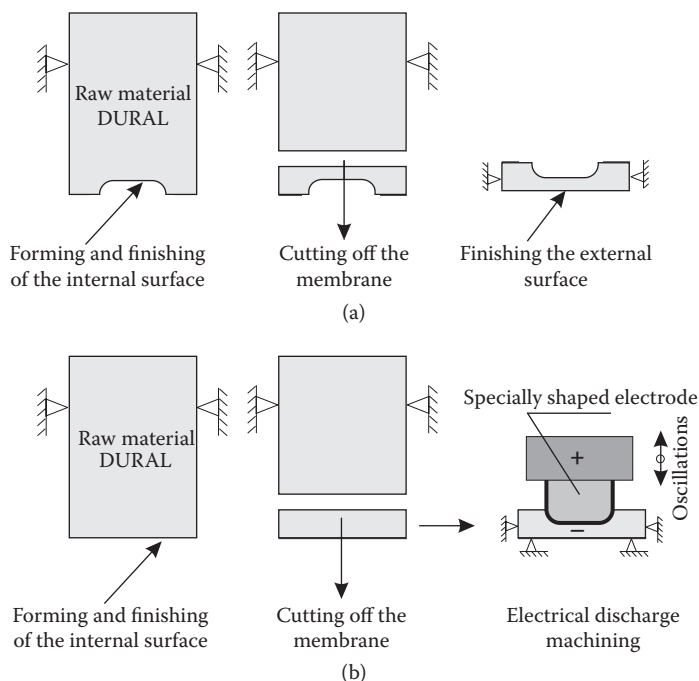 Raw material
DURAL
Forming and finishing
of the internal surface
Cutting off the
membrane
Finishing the external
surface
(a)
Raw material
DURAL
Specially shaped electrode
+
−
Oscillations
Forming and finishing
of the internal surface
Cutting off the
membrane
Electrical discharge
machining
(b)